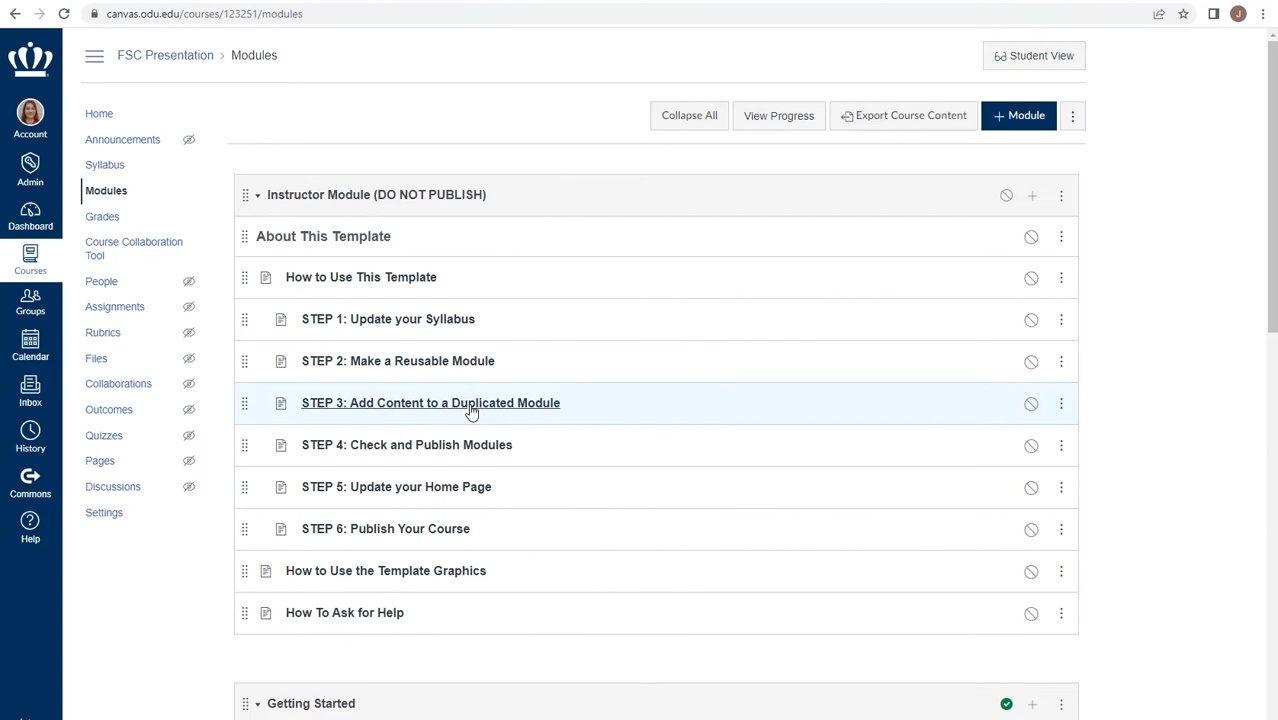 canvas.odu.edu/courses/123251/modules
J
FSC Presentation > Modules
Student View
Account
Admin
Dashboard
Courses
Groups
Calendar
Inbox
History
Commons
Help
Home
Announcements
Syllabus
Modules
Grades
Course Collaboration
Tool
People
Assignments
Rubrics
Files
Collaborations
Outcomes
Quizzes
Pages
Discussions
Settings
Collapse All
View Progress
Export Course Content
+ Module
Instructor Module (DO NOT PUBLISH)
About This Template
How to Use This Template
STEP 1: Update your Syllabus
STEP 2: Make a Reusable Module
STEP 3: Add Content to a Duplicated Module
STEP 4: Check and Publish Modules
STEP 5: Update your Home Page
STEP 6: Publish Your Course
How to Use the Template Graphics
How To Ask for Help
Getting Started